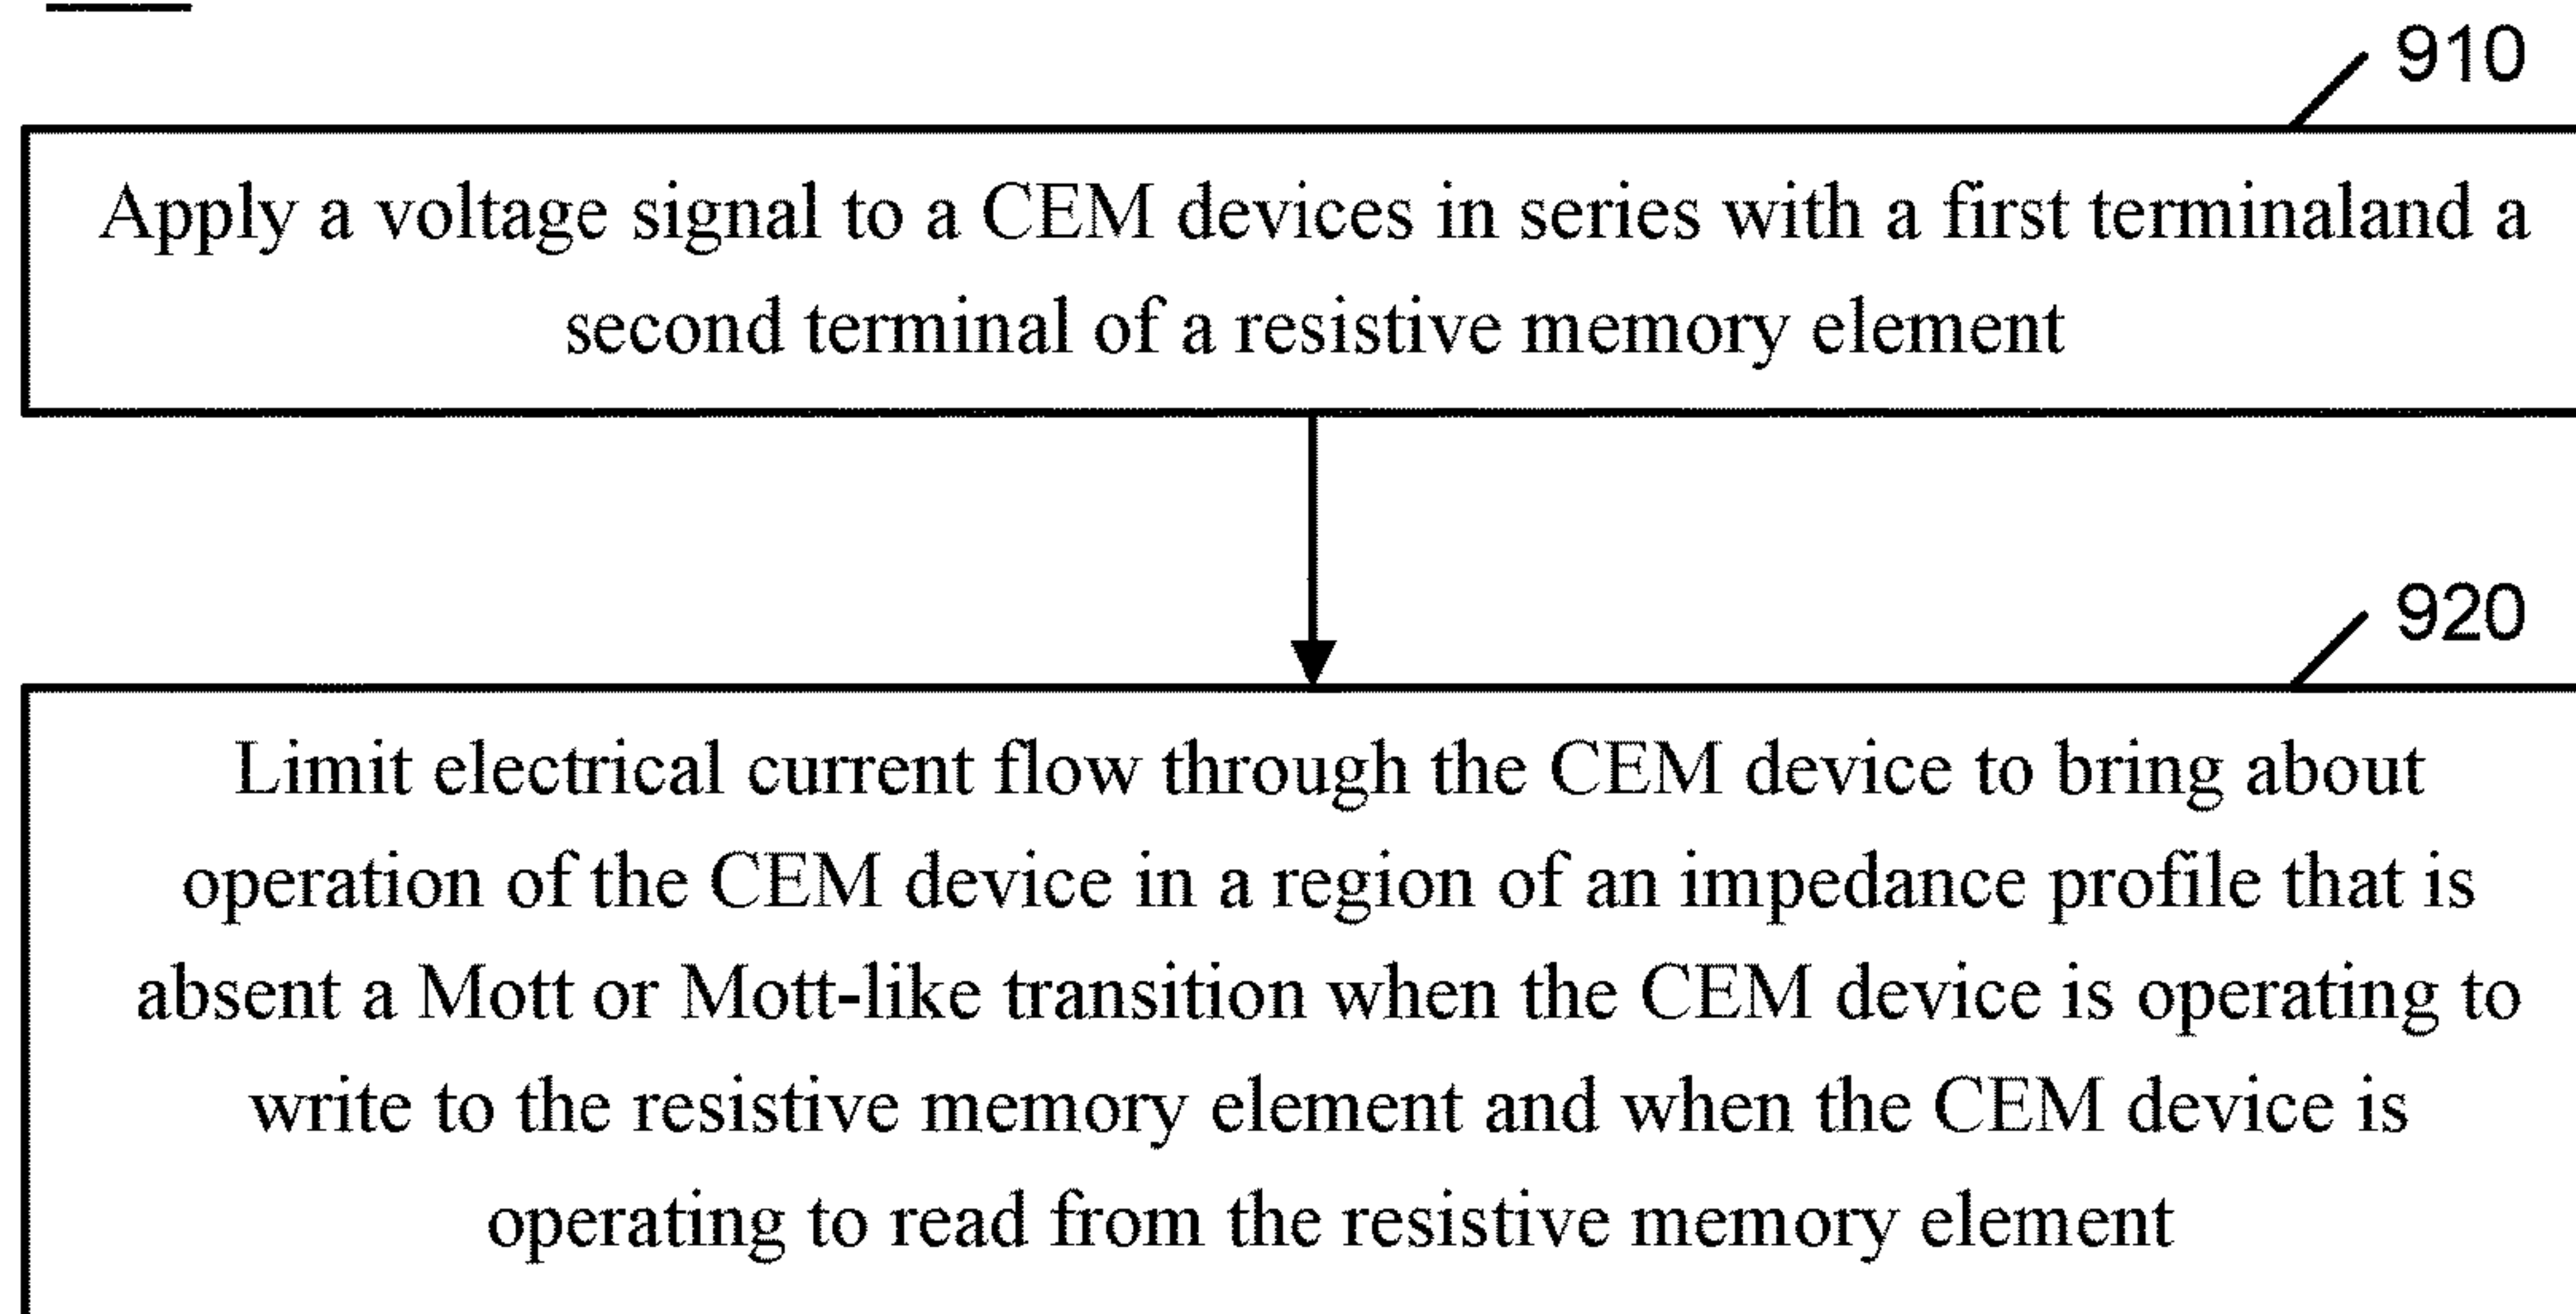 910
Apply a voltage signal to a CEM devices in series with a first terminaland a
second terminal of a resistive memory element
920
Limit electrical current flow through the CEM device to bring about
operation of the CEM device in a region of an impedance profile that is
absent a Mott or Mott-like transition when the CEM device is operating to
write to the resistive memory element and when the CEM device is
operating to read from the resistive memory element